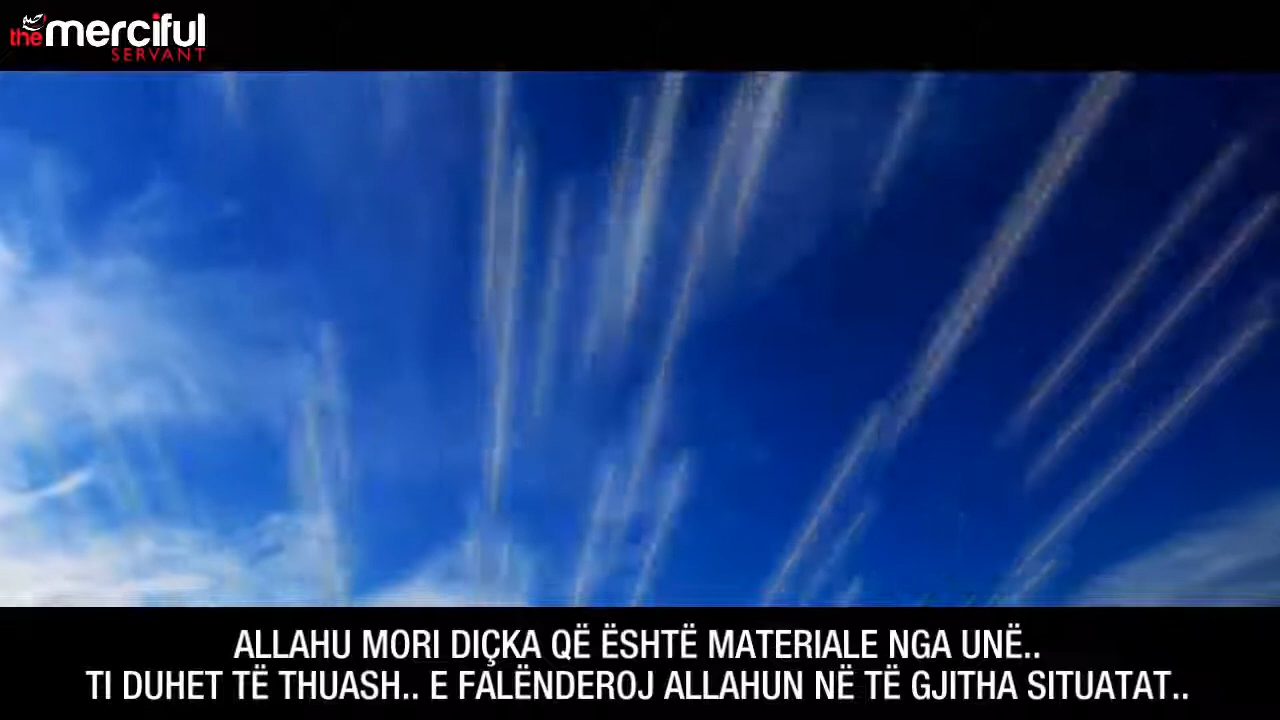 the merciful
SERVANT
ALLAHU MORI DIÇKA QË ËSHTË MATERIALE NGA UNË..
TI DUHET TË THUASH.. E FALËNDEROJ ALLAHUN NË TË GJITHA SITUATAT..